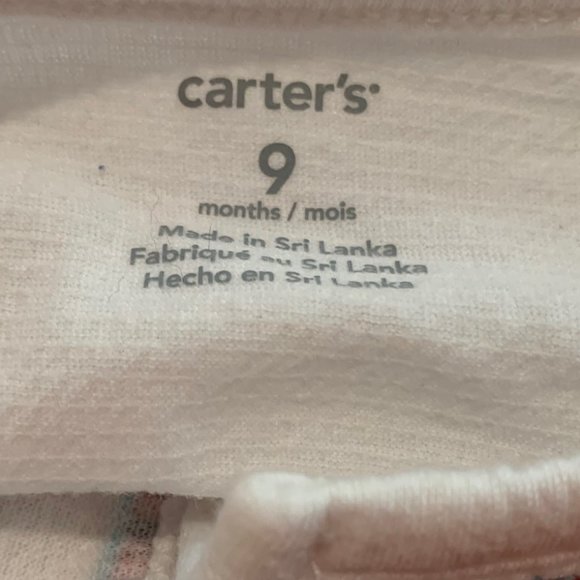 carter's
9
months / mois
Made in Sri Lanka
Fabriqué au Sri Lanka
Hecho en Sri Lanka